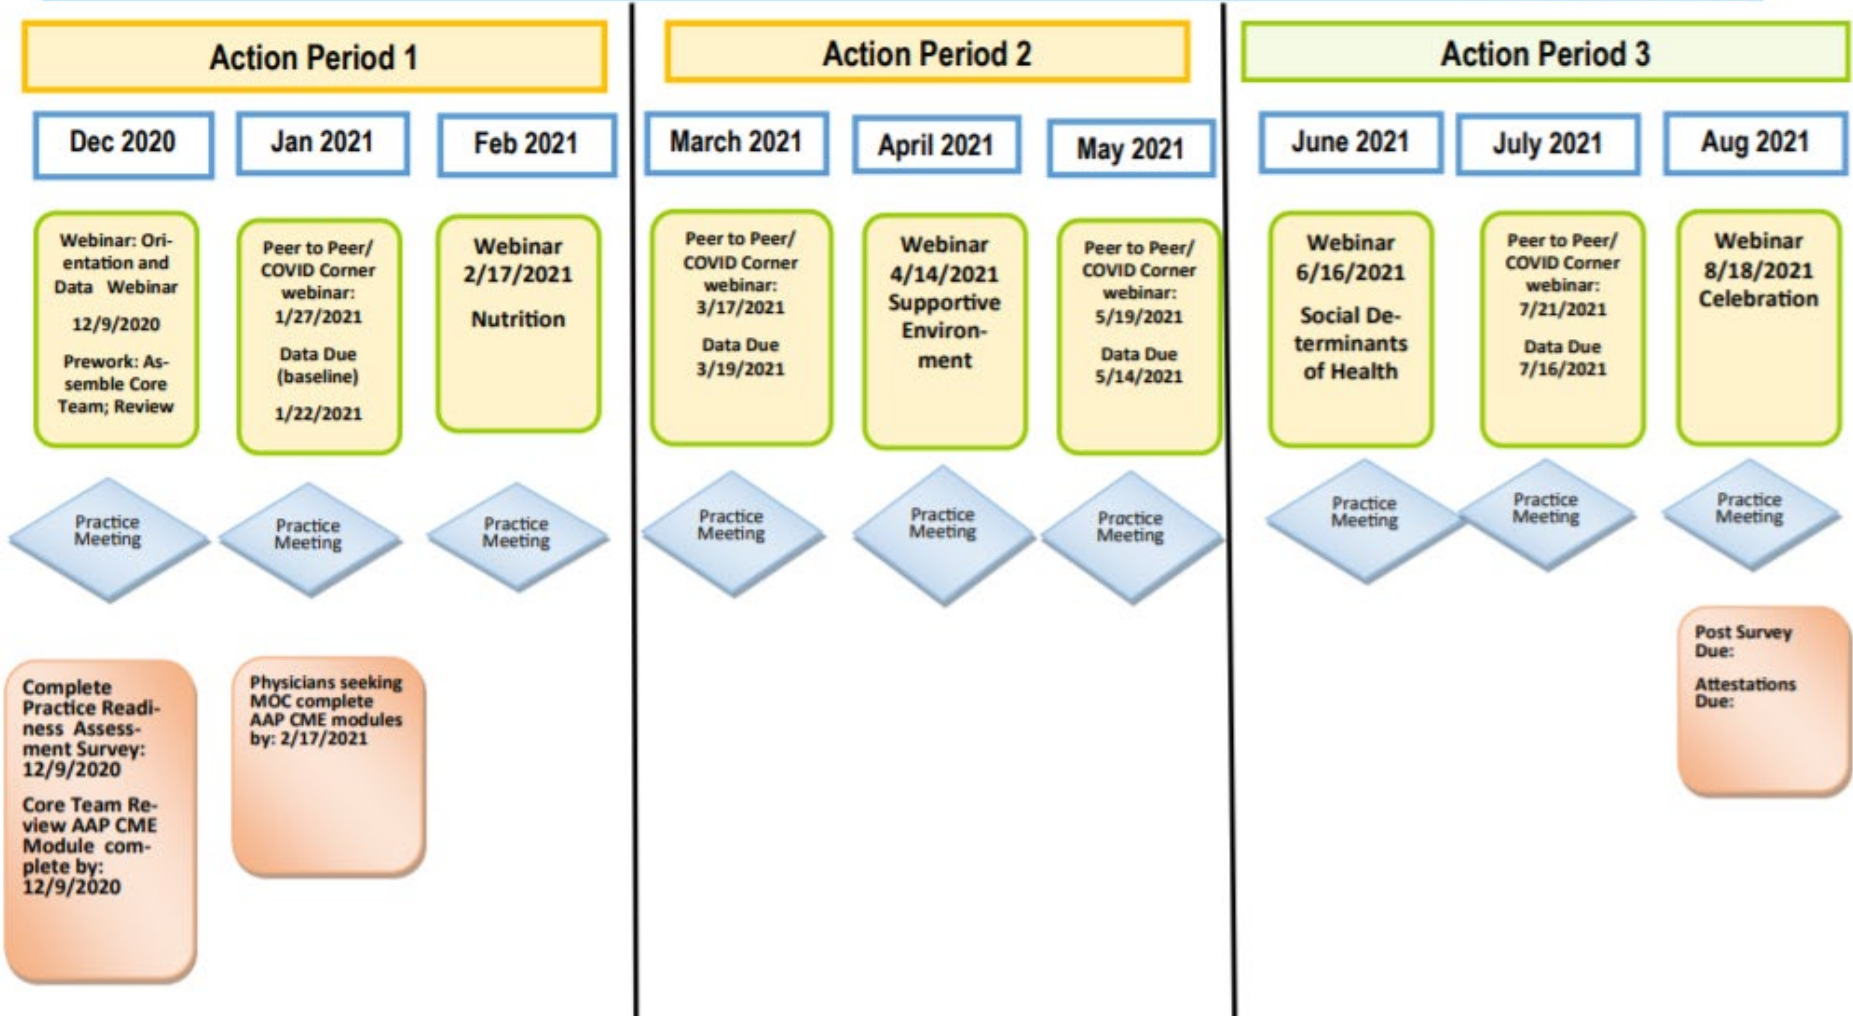 Action Period 1
Action Period 2
Action Period 3
Dec 2020
Jan 2021
Feb 2021
March 2021
April 2021
May 2021
June 2021
July 2021
Aug 2021
Webinar: Ori-
entation and
Data Webinar
12/9/2020
Prework: As-
semble Core
Team; Review
Peer to Peer/
COVID Corner
webinar:
1/27/2021
Data Due
(baseline)
1/22/2021
Webinar
2/17/2021
Nutrition
Peer to Peer/
COVID Corner
webinar:
3/17/2021
Data Due
3/19/2021
Webinar
4/14/2021
Supportive
Environ-
ment
Peer to Peer/
COVID Corner
webinar:
5/19/2021
Data Due
5/14/2021
Webinar
6/16/2021
Social De-
terminants
of Health
Peer to Peer/
COVID Corner
webinar:
7/21/2021
Data Due
7/16/2021
Webinar
8/18/2021
Celebration
Practice
Meeting
Practice
Meeting
Practice
Meeting
Practice
Meeting
Practice
Meeting
Practice
Meeting
Practice
Meeting
Practice
Meeting
Practice
Meeting
Complete
Practice Readi-
ness Assess-
ment Survey:
12/9/2020
Core Team Re-
view AAP CME
Module com-
plete by:
12/9/2020
Physicians seeking
MOC complete
AAP CME modules
by: 2/17/2021
Post Survey
Due:
Attestations
Due: